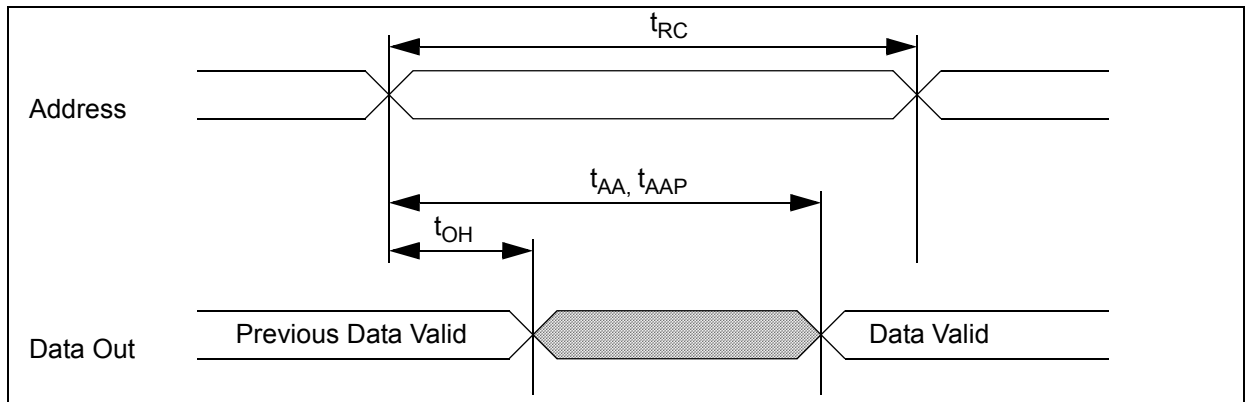 tRC
Address
tAA, tAAP
tOH
Previous Data Valid
Data Valid
Data Out